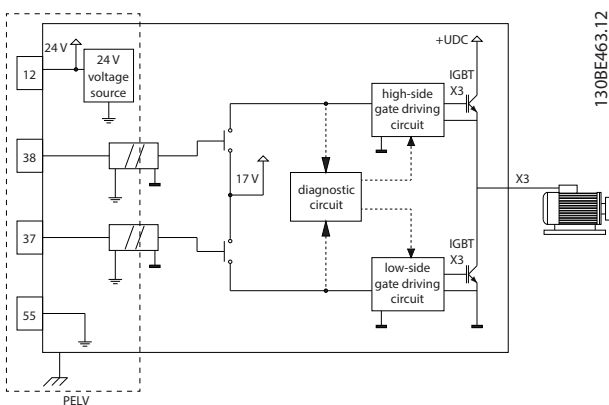 130BE463.12
+UDC
24 V
12
24 V
voltage
source
IGBT
X3
high-side
gate driving
circuit
38
17 V
diagnostic
circuit
X3
37
IGBT
X3
low-side
gate driving
circuit
55
PELV